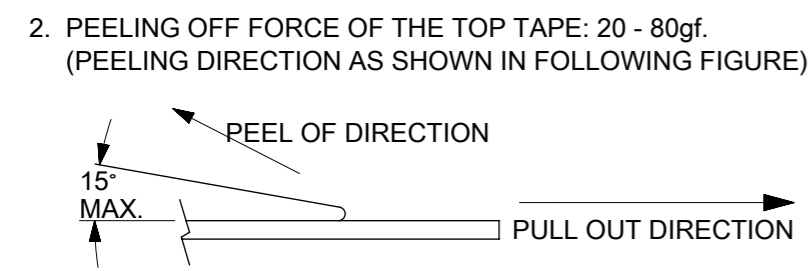 2. PEELING OFF FORCE OF THE TOP TAPE: 20 - 80gf.
(PEELING DIRECTION AS SHOWN IN FOLLOWING FIGURE)
PEEL OF DIRECTION
15°
MAX.
PULL OUT DIRECTION